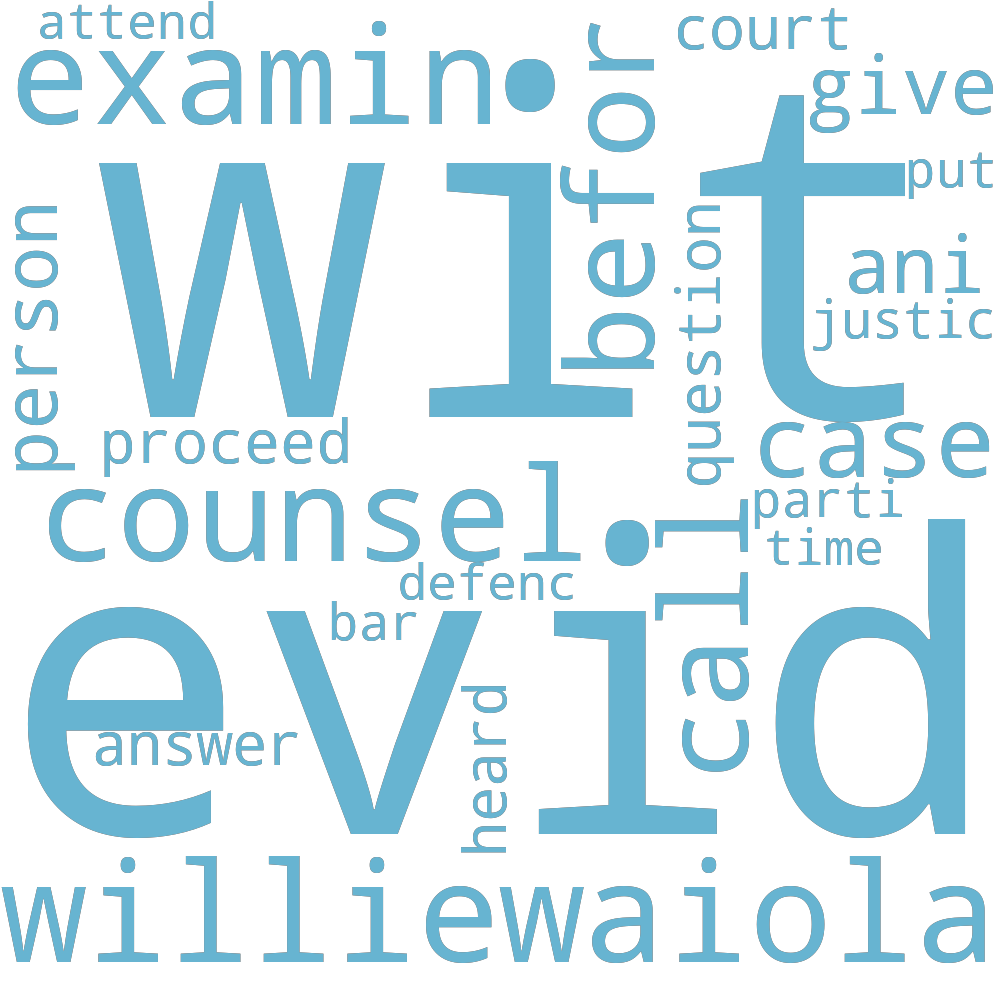 attend
court
examin
give
befor
wit
put
person
question
ani
justic
proceed
case
counsel
parti
call
time
defenc
bar
evid
answer
heard
williewaiola